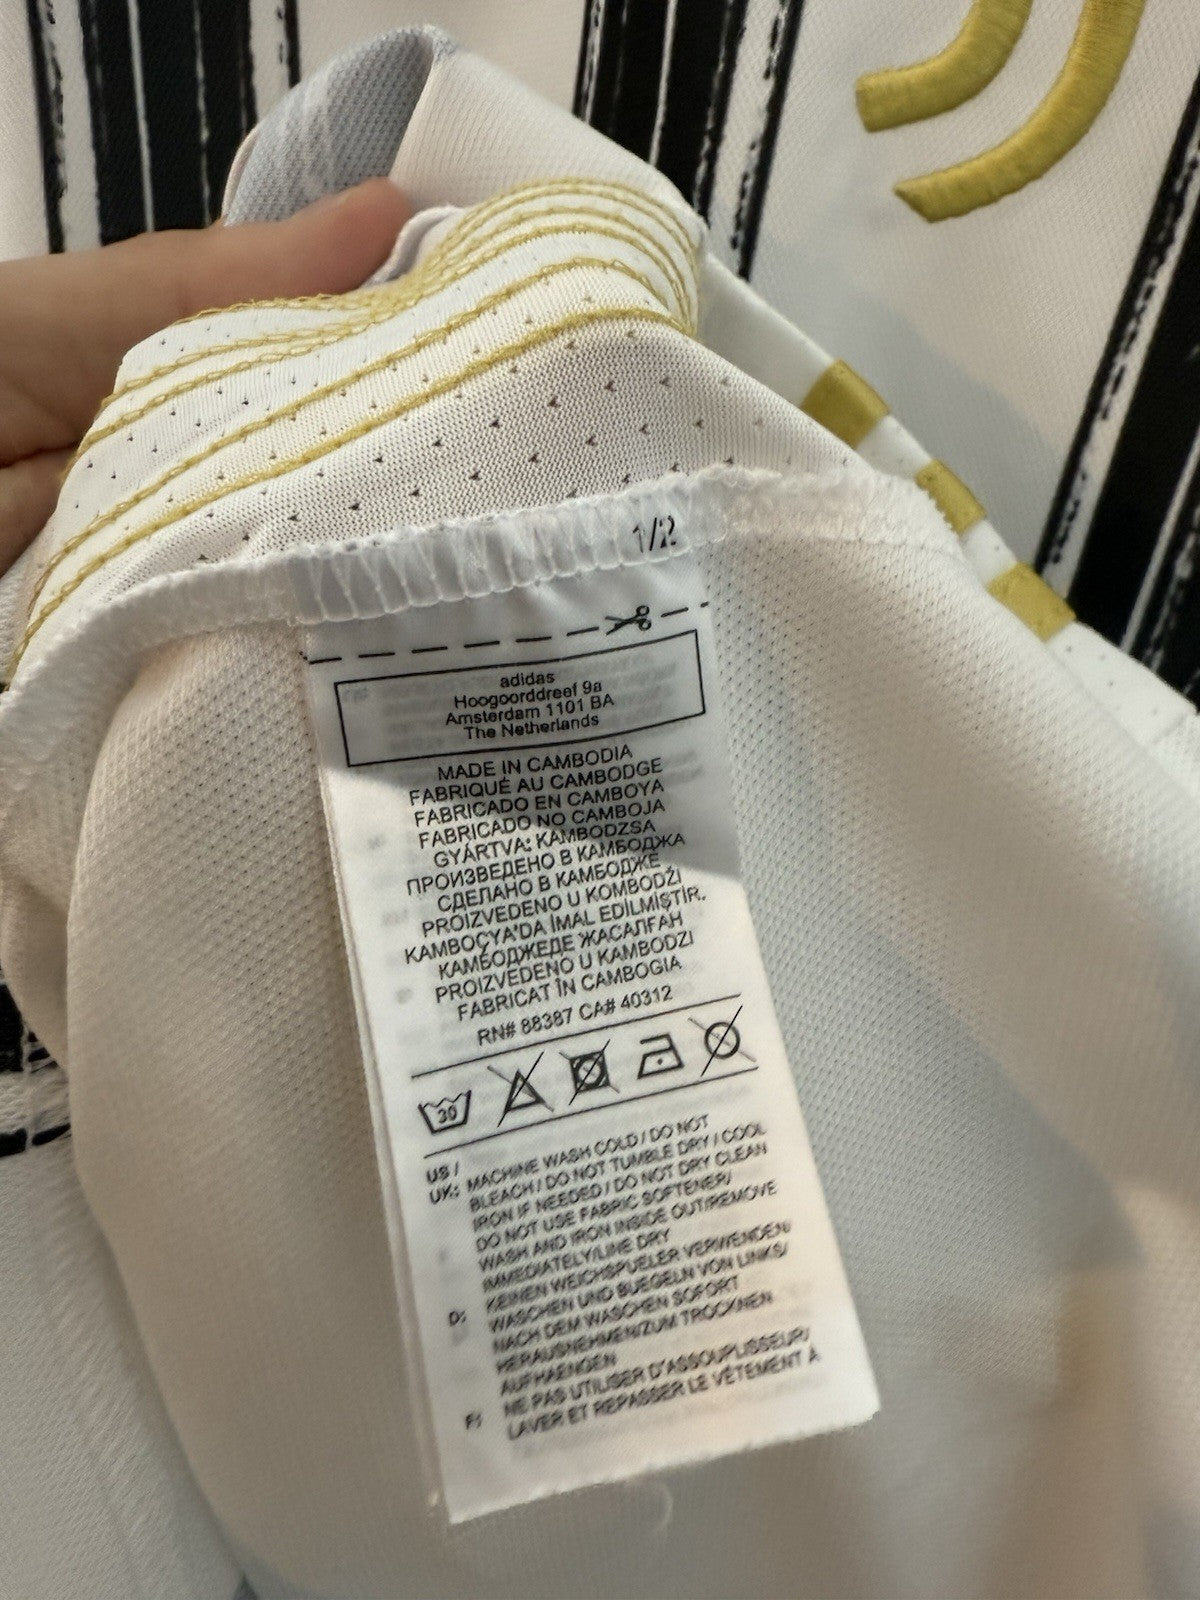 1/2
adidas
Hoogoorddreef 9a
Amsterdam 1101 BA
The Netherlands
MADE IN CAMBODIA
FABRIQUÉ AU CAMBODGE
FABRICADO EN CAMBOYA
FABRICADO NO CAMBOJA
GYÁRTVA: KAMBODZSA
ПРОИЗВЕДЕНО В КАМБОДЖА
СДЕЛАНО В КАМБОДЖЕ
PROIZVEDENO U KOMBODŽI
KAMBOÇYA'DA İMAL EDİLMİŞTİR.
КАМБОДЖЕДЕ ЖАСАЛҒАН
PROIZVEDENO U KAMBODZI
FABRICAT ÎN CAMBOGIA
RN# 88387 CA# 40312
30
US /
UK: MACHINE WASH COLD / DO NOT
BLEACH / DO NOT TUMBLE DRY / COOL
IRON IF NEEDED / DO NOT DRY CLEAN
DO NOT USE FABRIC SOFTENER/
WASH AND IRON INSIDE OUT/REMOVE
IMMEDIATELY/LINE DRY
D: KEINEN WEICHSPUELER VERWENDEN/
WASCHEN UND BUEGELN VON LINKS/
NACH DEM WASCHEN SOFORT
HERAUSNEHMEN/ZUM TROCKNEN
AUFHAENGEN
F: NE PAS UTILISER D'ASSOUPLISSEUR/
LAVER ET REPASSER LE VÊTEMENT À